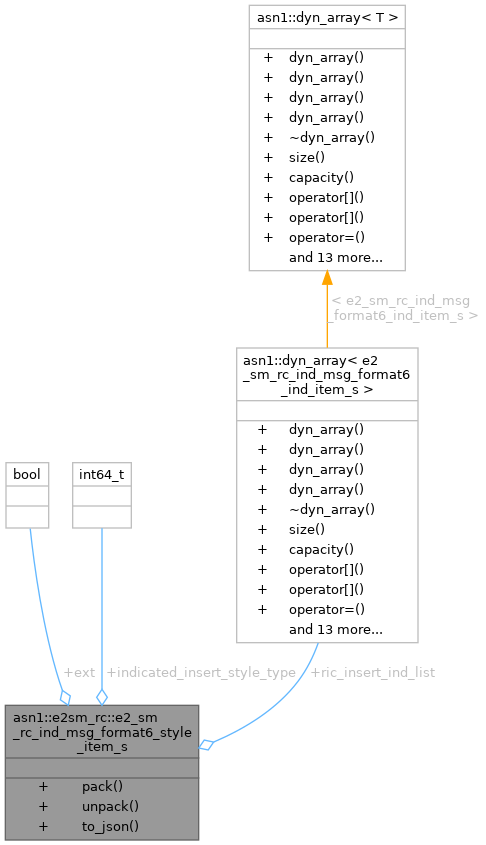 asn1::dyn_array< T >
+ dyn_array()
+ dyn_array()
+ dyn_array()
+ dyn_array()
+ ~dyn_array()
+ size()
+ capacity()
+ operator[]()
+ operator[]()
+ operator=()
and 13 more...
< e2_sm_rc_ind_msg
_format6_ind_item_s >
asn1::dyn_array< e2
_sm_rc_ind_msg_format6
_ind_item_s >
+ dyn_array()
+ dyn_array()
+ dyn_array()
+ dyn_array()
+ ~dyn_array()
+ size()
+ capacity()
+ operator[]()
+ operator[]()
+ operator=()
and 13 more...
bool
int64_t
+ext
+indicated_insert_style_type
+ric_insert_ind_list
asn1::e2sm_rc::e2_sm
_rc_ind_msg_format6_style
_item_s
+ pack()
+ unpack()
+ to_json()